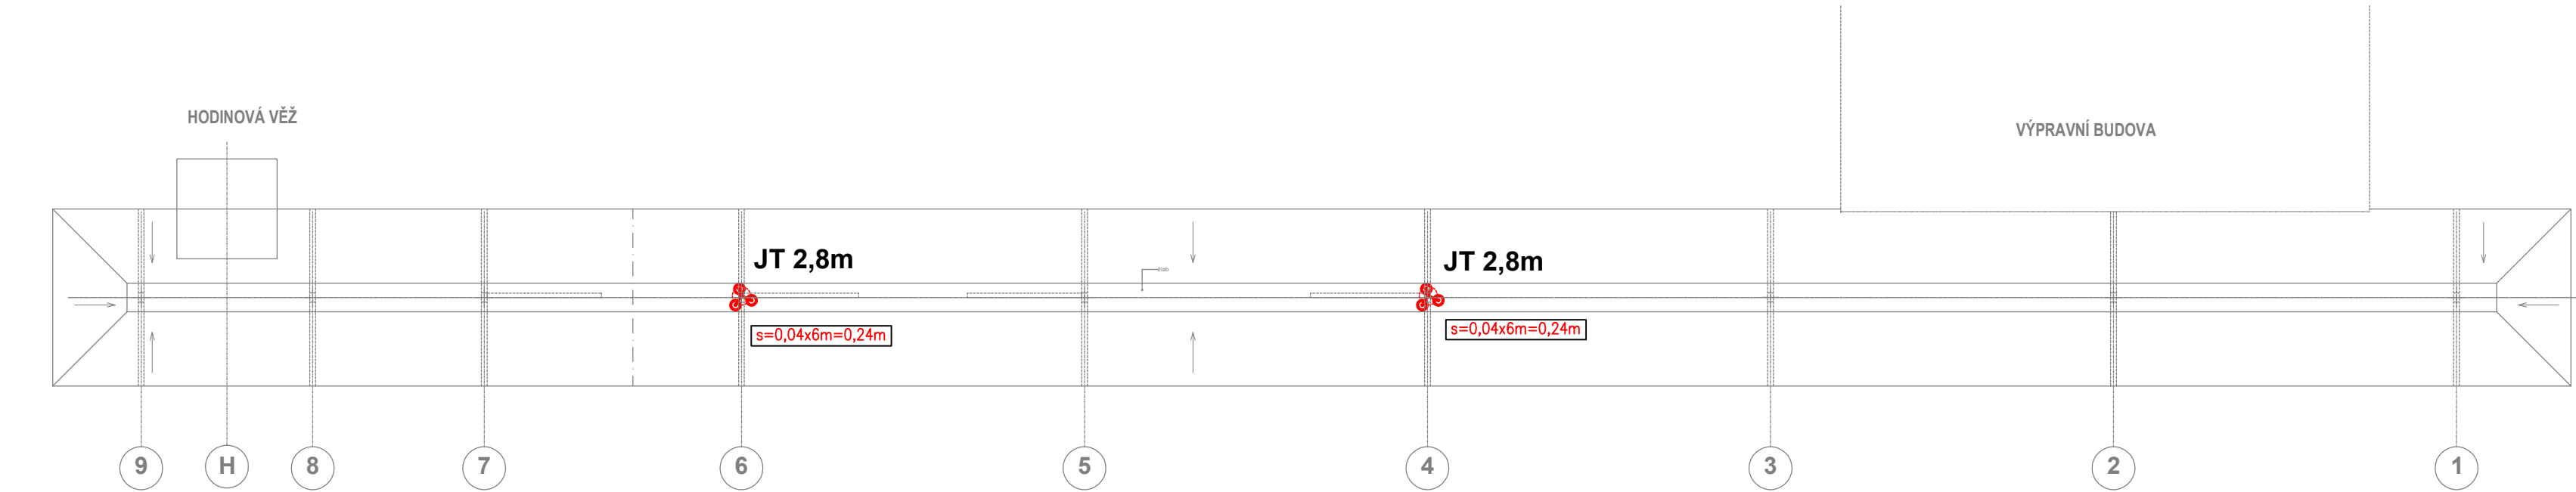 HODINOVÁ VĚŽ
VÝPRAVNÍ BUDOVA
JT 2,8m
JT 2,8m
s=0,04x6m=0,24m
s=0,04x6m=0,24m
9 H 8 7 6 5 4 3 2 1